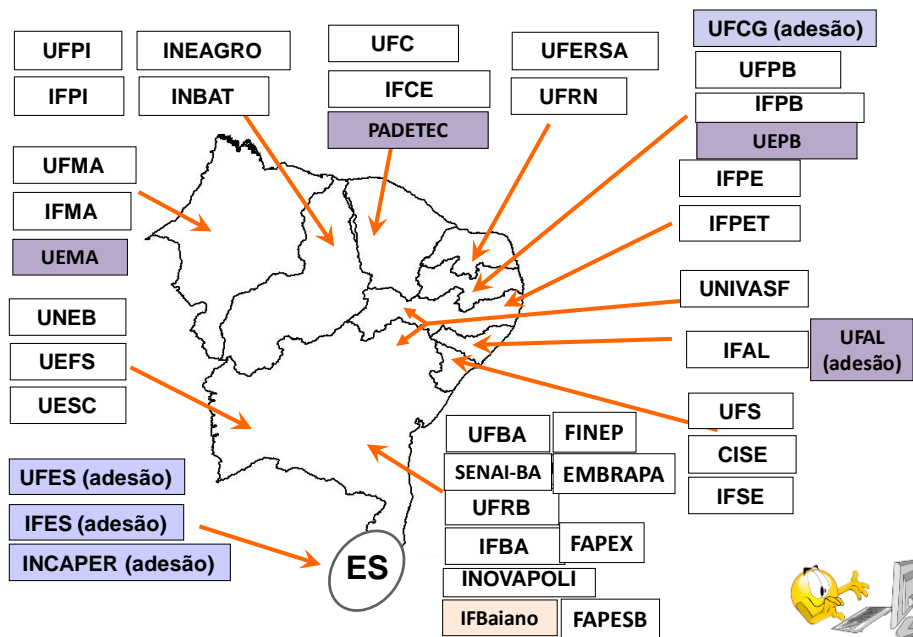 UFPI
INEAGRO
IFPI
INBAT
UFC
IFCE
PADETEC
UFERSA
UFRN
UFCG (adesão)
UFPB
IFPB
UEPB
IFPE
IFPET
UFMA
IFMA
UEMA
UNIVASF
UNEB
UEFS
UESC
IFAL
UFAL
(adesão)
UFS
CISE
IFSE
UFBA
FINEP
SENAI-BA
EMBRAPA
UFRB
IFBA
FAPEX
INOVAPOLI
IFBaiano
FAPESB
UFES (adesão)
IFES (adesão)
INCAPER (adesão)
ES